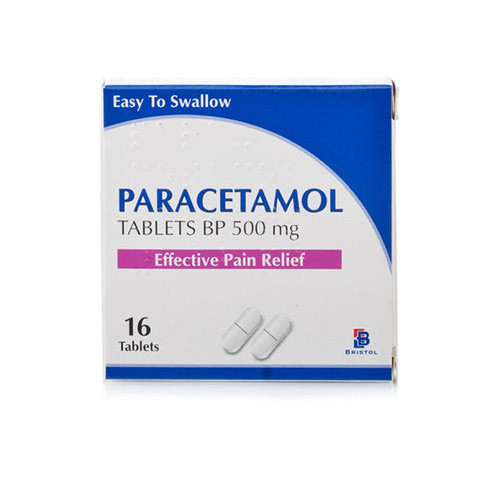 Easy To Swallow
PARACETAMOL
TABLETS BP 500 mg
Effective Pain Relief
16
Tablets
BRISTOL